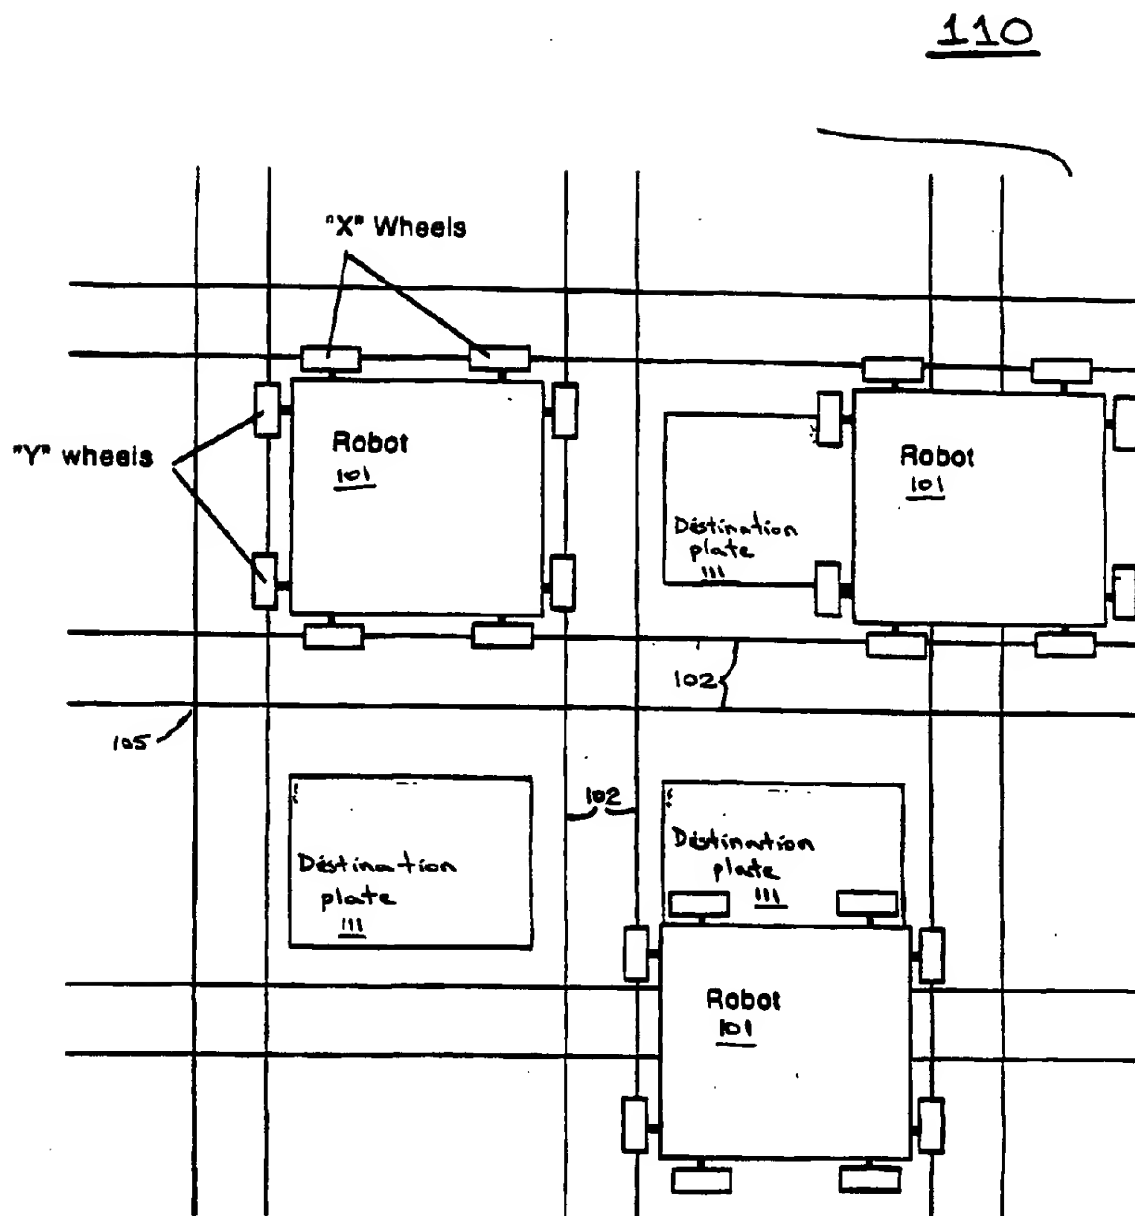 110
"X" Wheels
"Y" wheels
Robot
101
Robot
101
Destination
plate
111
102
105
102
Destination
plate
111
Destination
plate
111
Robot
101